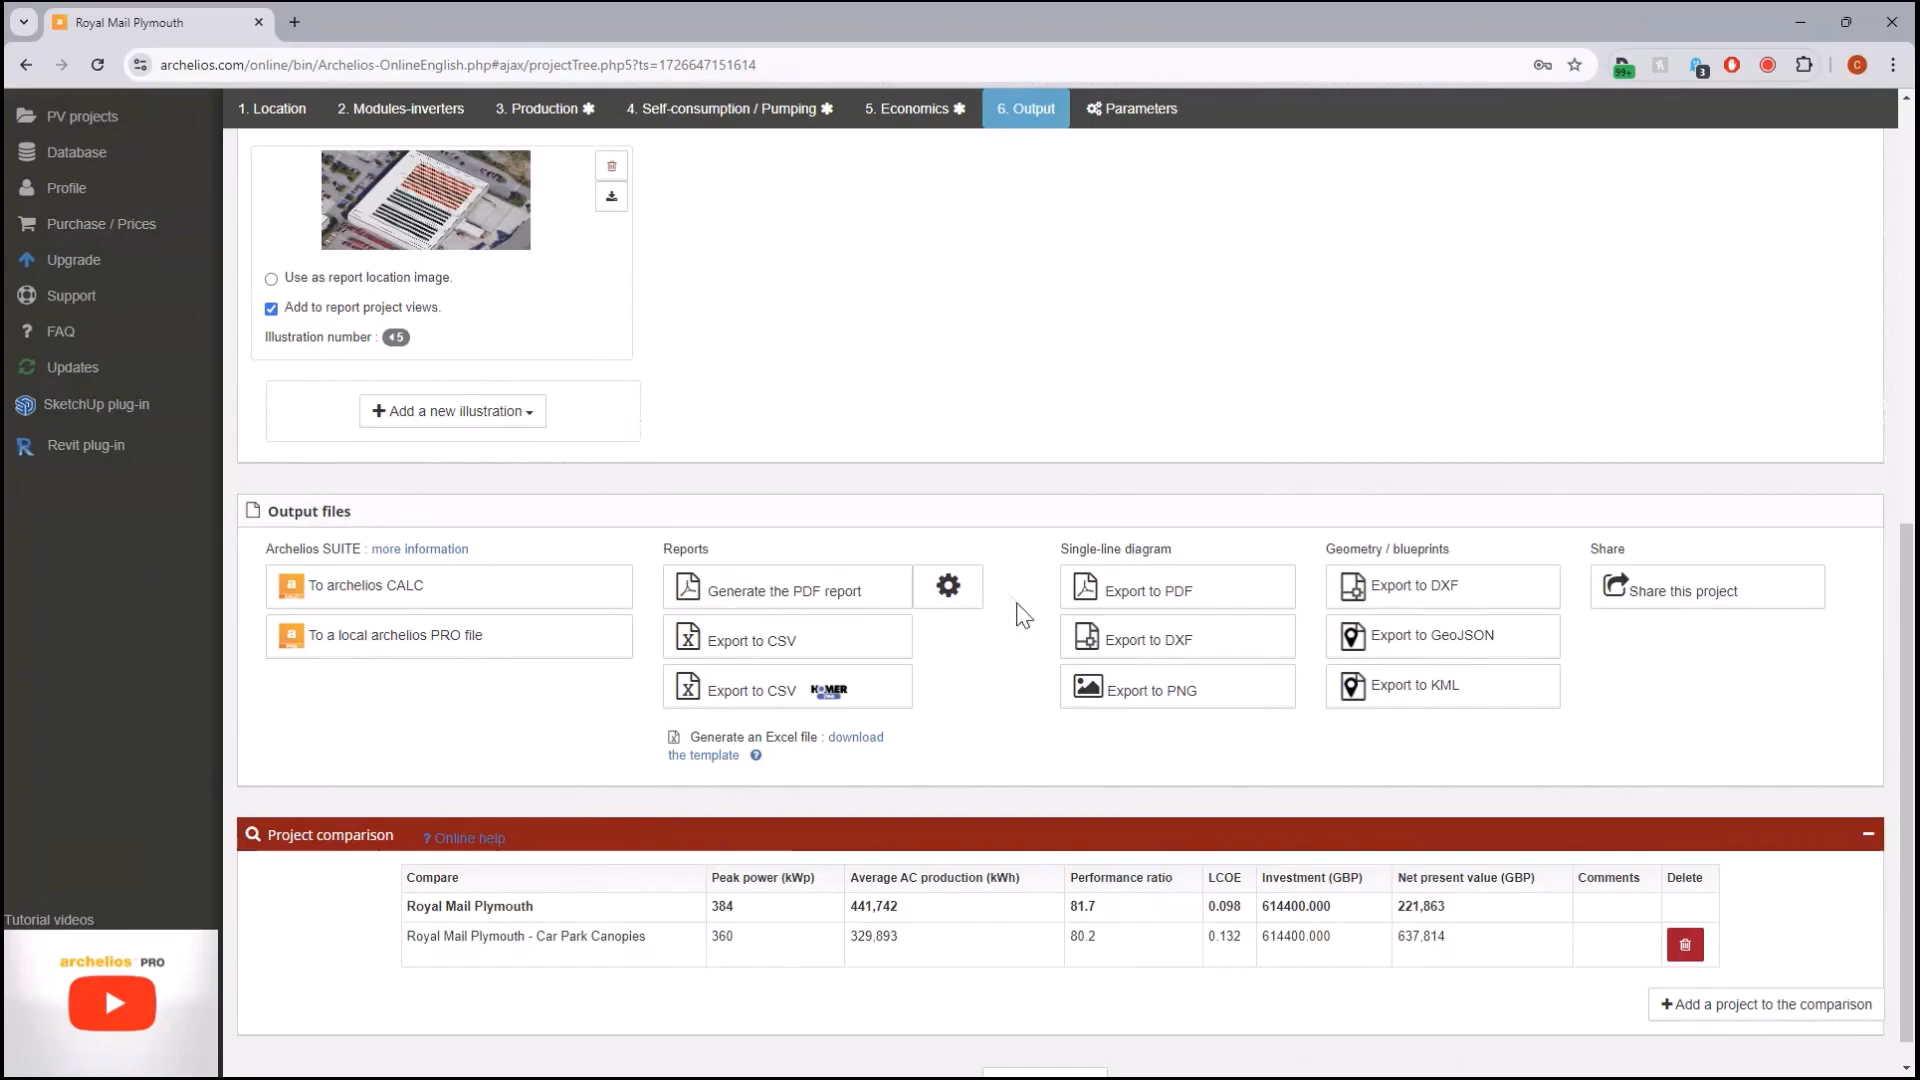 Royal Mail Plymouth
archelios.com/online/bin/Archelios-OnlineEnglish.php#ajax/projectTree.php5?ts=1726647151614
99+
3
C
PV projects
Database
Profile
Purchase / Prices
Upgrade
Support
? FAQ
Updates
SketchUp plug-in
R Revit plug-in
Tutorial videos
archelios PRO
1. Location
2. Modules-inverters
3. Production ✱
4. Self-consumption / Pumping ✱
5. Economics ✱
6. Output
Parameters
Use as report location image.
Add to report project views.
Illustration number : 5
+ Add a new illustration
Output files
Archelios SUITE : more information
a To archelios CALC
a To a local archelios PRO file
Reports
Generate the PDF report
Export to CSV
Export to CSV HOMER
Generate an Excel file : download
the template ?
Single-line diagram
Export to PDF
Export to DXF
Export to PNG
Geometry / blueprints
Export to DXF
Export to GeoJSON
Export to KML
Share
Share this project
Project comparison ? Online help
Compare Peak power (kWp) Average AC production (kWh) Performance ratio LCOE Investment (GBP) Net present value (GBP) Comments Delete
Royal Mail Plymouth 384 441,742 81.7 0.098 614400.000 221,863
Royal Mail Plymouth - Car Park Canopies 360 329,893 80.2 0.132 614400.000 637,814
+ Add a project to the comparison